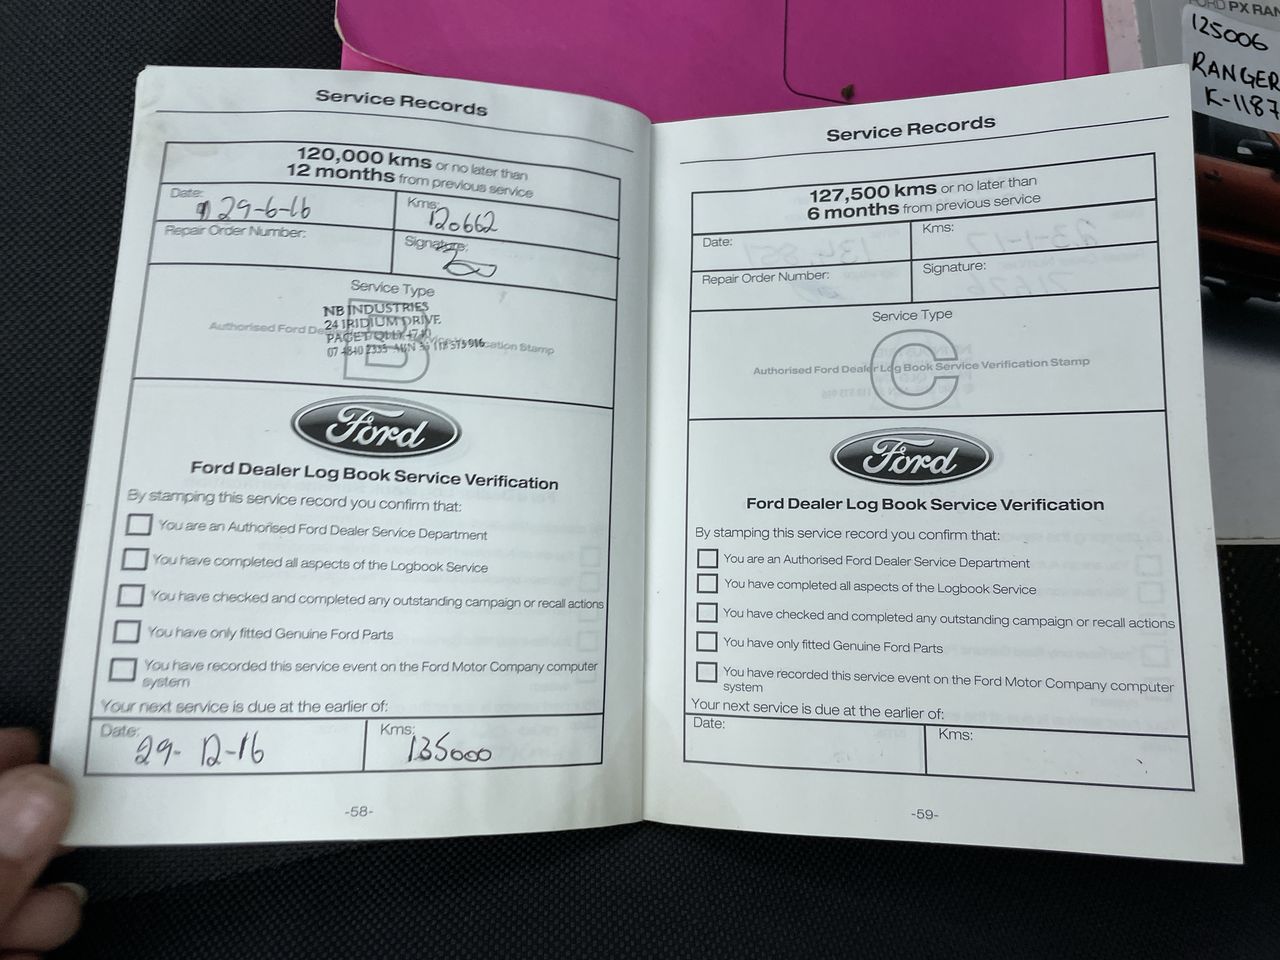 FORD PX RAN
125006
RANGER
K-1187
Service Records
120,000 kms or no later than
12 months from previous service
Date: 29-6-16
Kms: 120662
Repair Order Number:
Signature:
Service Type
B
NB INDUSTRIES
24 IRIDIUM DRIVE
PAGET QLD 4740
Authorised Ford De
cation Stamp
Ford
Ford Dealer Log Book Service Verification
By stamping this service record you confirm that:
You are an Authorised Ford Dealer Service Department
You have completed all aspects of the Logbook Service
You have checked and completed any outstanding campaign or recall actions
You have only fitted Genuine Ford Parts
You have recorded this service event on the Ford Motor Company computer
system
Your next service is due at the earlier of:
Date: 29-12-16
Kms: 135000
-58-
Service Records
127,500 kms or no later than
6 months from previous service
Date:
Kms:
Repair Order Number:
Signature:
Service Type
C
Authorised Ford Dealer Log Book Service Verification Stamp
Ford
Ford Dealer Log Book Service Verification
By stamping this service record you confirm that:
You are an Authorised Ford Dealer Service Department
You have completed all aspects of the Logbook Service
You have checked and completed any outstanding campaign or recall actions
You have only fitted Genuine Ford Parts
You have recorded this service event on the Ford Motor Company computer
system
Your next service is due at the earlier of:
Date:
Kms:
-59-